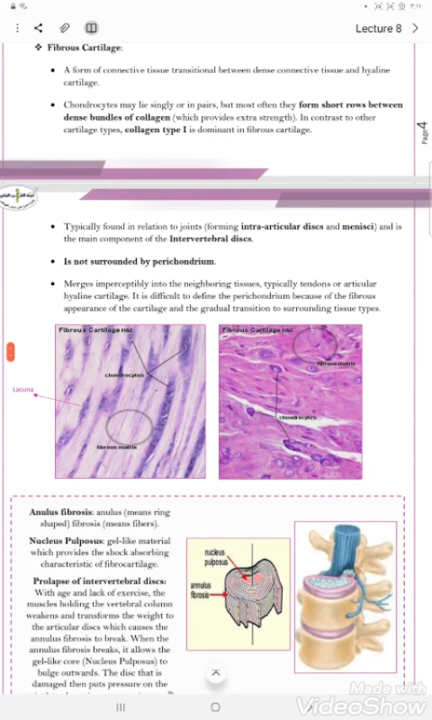 Lecture 8
❖ Fibrous Cartilage:
• A form of connective tissue transitional between dense connective tissue and hyaline
cartilage.
• Chondrocytes may lie singly or in pairs, but most often they form short rows between
dense bundles of collagen (which provides extra strength). In contrast to other
cartilage types, collagen type I is dominant in fibrous cartilage.
Page 4
• Typically found in relation to joints (forming intra-articular discs and menisci) and is
the main component of the Intervertebral discs.
• Is not surrounded by perichondrium.
• Merges imperceptibly into the neighboring tissues, typically tendons or articular
hyaline cartilage. It is difficult to define the perichondrium because of the fibrous
appearance of the cartilage and the gradual transition to surrounding tissue types.
Fibrous Cartilage H&E
chondrocytes
Lacuna
fibrous matrix
Fibrous Cartilage H&E
fibrous matrix
chondrocytes
Anulus fibrosis: anulus (means ring
shaped) fibrosis (means fibers).
Nucleus Pulposus: gel-like material
which provides the shock absorbing
characteristic of fibrocartilage.
Prolapse of intervertebral discs:
With age and lack of exercise, the
muscles holding the vertebral column
weakens and transforms the weight to
the articular discs which causes the
annulus fibrosis to break. When the
annulus fibrosis breaks, it allows the
gel-like core (Nucleus Pulposus) to
bulge outwards. The disc that is
damaged then puts pressure on the
nucleus
pulposus
annulus
fibrosis
Made with
VideoShow